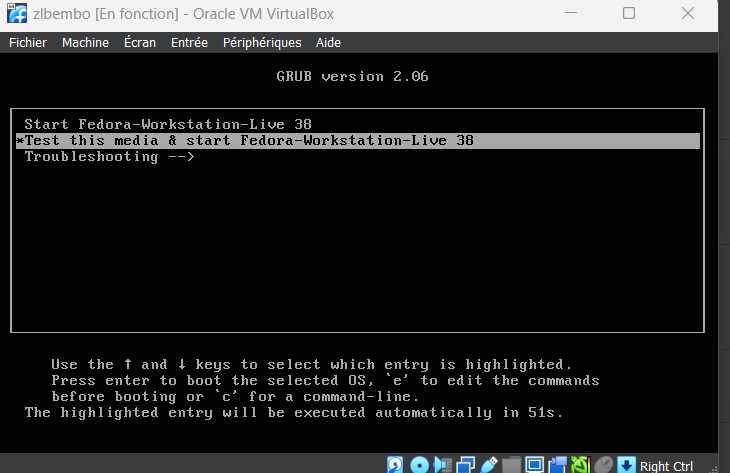 zlbembo [En fonction] - Oracle VM VirtualBox
Fichier Machine Écran Entrée Périphériques Aide
GRUB version 2.06
Start Fedora-Workstation-Live 38
*Test this media & start Fedora-Workstation-Live 38
Troubleshooting -->
Use the ↑ and ↓ keys to select which entry is highlighted.
Press enter to boot the selected OS, `e' to edit the commands
before booting or `c' for a command-line.
The highlighted entry will be executed automatically in 51s.
Right Ctrl